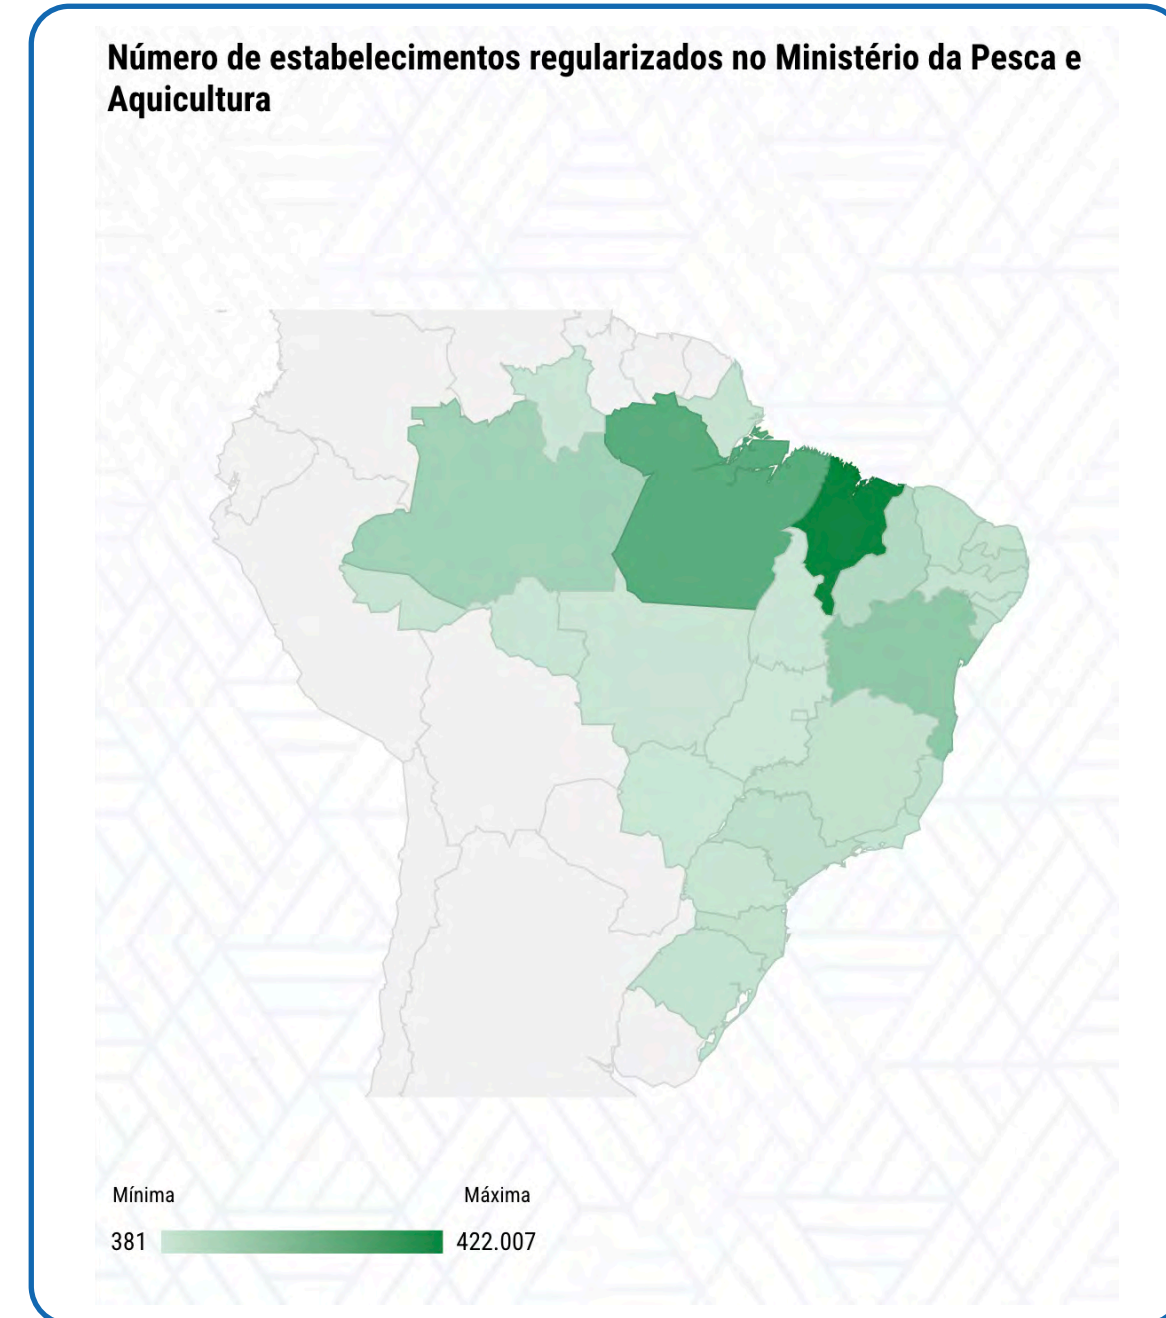 Número de estabelecimentos regularizados no Ministério da Pesca e
Aquicultura
Mínima
Máxima
381
422.007